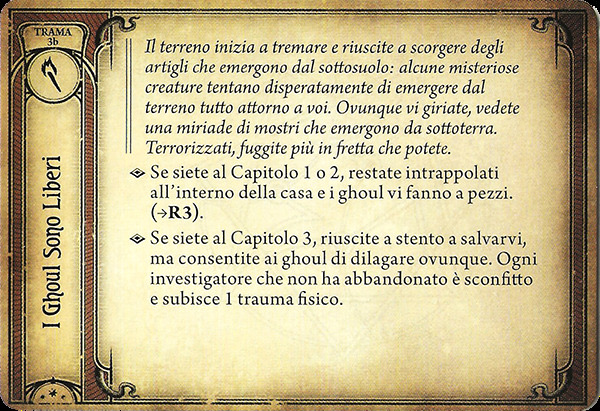 TRAMA
3b
I Ghoul Sono Liberi
Il terreno inizia a tremare e riuscite a scorgere degli
artigli che emergono dal sottosuolo: alcune misteriose
creature tentano disperatamente di emergere dal
terreno tutto attorno a voi. Ovunque vi giriate, vedete
una miriade di mostri che emergono da sottoterra.
Terrorizzati, fuggite più in fretta che potete.
Se siete al Capitolo 1 o 2, restate intrappolati
all'interno della casa e i ghoul vi fanno a pezzi.
(→R3).
Se siete al Capitolo 3, riuscite a stento a salvarvi,
ma consentite ai ghoul di dilagare ovunque. Ogni
investigatore che non ha abbandonato è sconfitto
e subisce 1 trauma fisico.